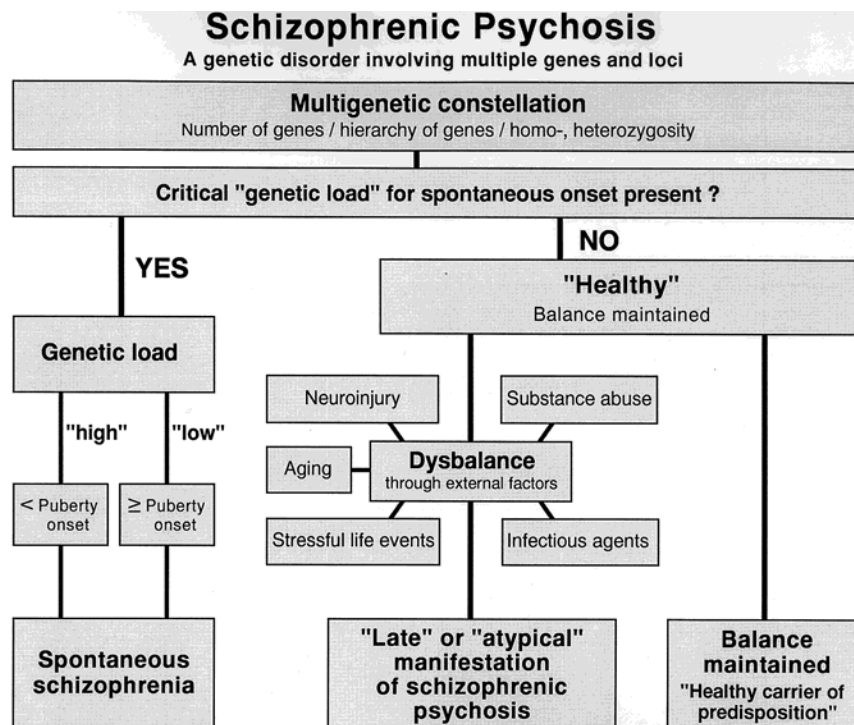 Schizophrenic Psychosis
A genetic disorder involving multiple genes and loci
Multigenetic constellation
Number of genes / hierarchy of genes / homo-, heterozygosity
Critical "genetic load" for spontaneous onset present ?
YES
NO
"Healthy"
Balance maintained
Genetic load
Neuroinjury
Substance abuse
"high"
"low"
Dysbalance
through external factors
Aging
< Puberty
onset
≥ Puberty
onset
Stressful life events
Infectious agents
Spontaneous
schizophrenia
"Late" or "atypical"
manifestation
of schizophrenic
psychosis
Balance
maintained
"Healthy carrier of
predisposition"